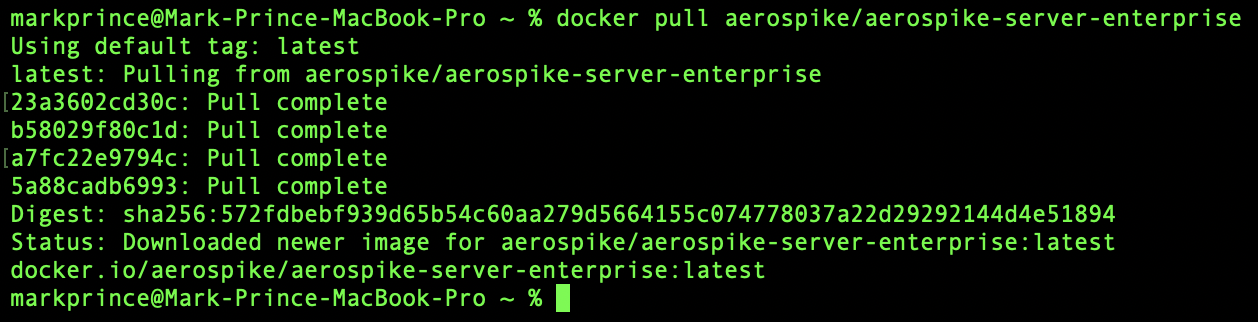 markprince@Mark-Prince-MacBook-Pro ~ % docker pull aerospike/aerospike-server-enterprise
Using default tag: latest
latest: Pulling from aerospike/aerospike-server-enterprise
[23a3602cd30c: Pull complete
b58029f80c1d: Pull complete
[a7fc22e9794c: Pull complete
5a88cadb6993: Pull complete
Digest: sha256:572fdbebf939d65b54c60aa279d5664155c074778037a22d29292144d4e51894
Status: Downloaded newer image for aerospike/aerospike-server-enterprise:latest
docker.io/aerospike/aerospike-server-enterprise:latest
markprince@Mark-Prince-MacBook-Pro ~ %